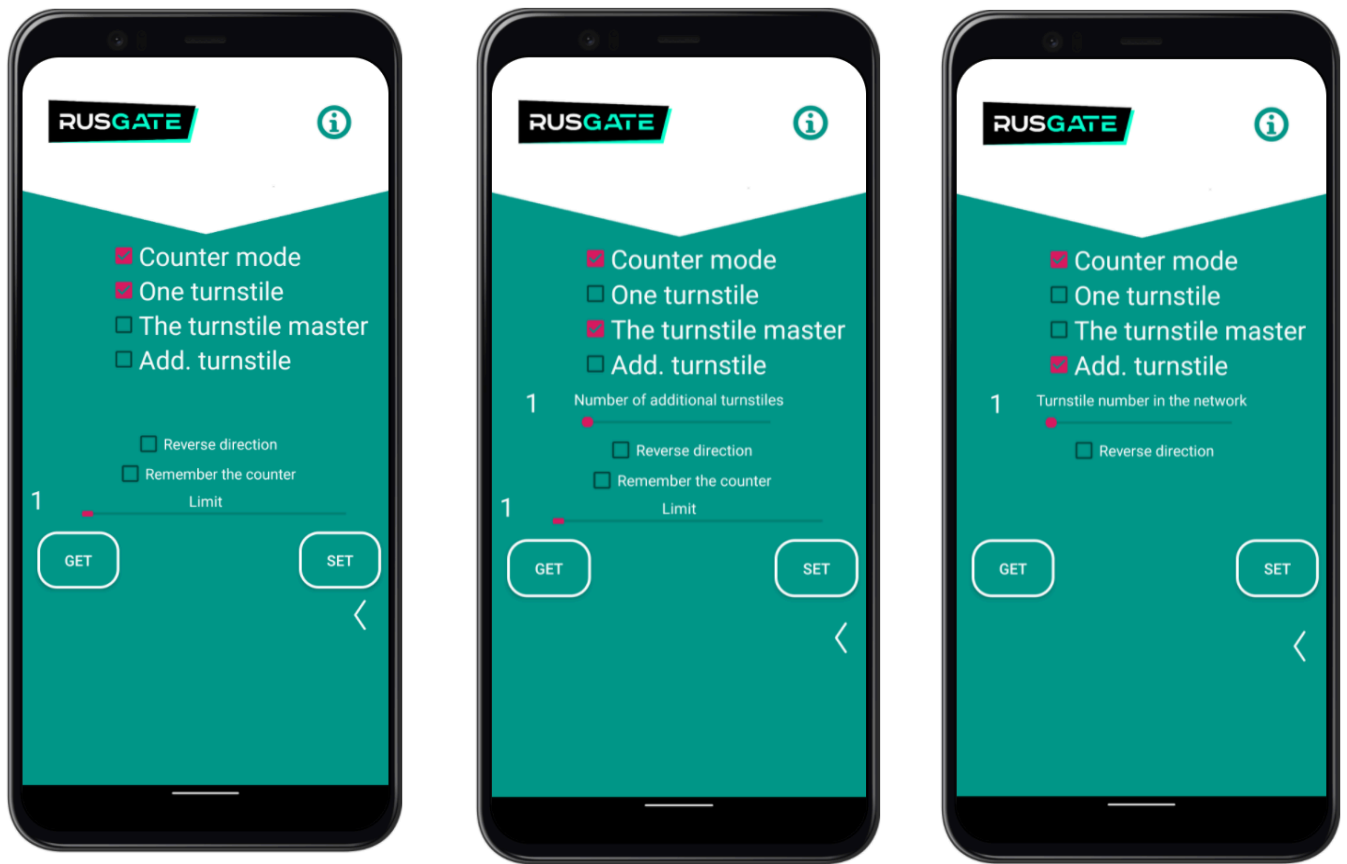 RUSGATE
Counter mode
One turnstile
The turnstile master
Add. turnstile
Reverse direction
Remember the counter
1
Limit
GET
SET
RUSGATE
Counter mode
One turnstile
The turnstile master
Add. turnstile
1 Number of additional turnstiles
Reverse direction
Remember the counter
1
Limit
GET
SET
RUSGATE
Counter mode
One turnstile
The turnstile master
Add. turnstile
1 Turnstile number in the network
Reverse direction
GET
SET